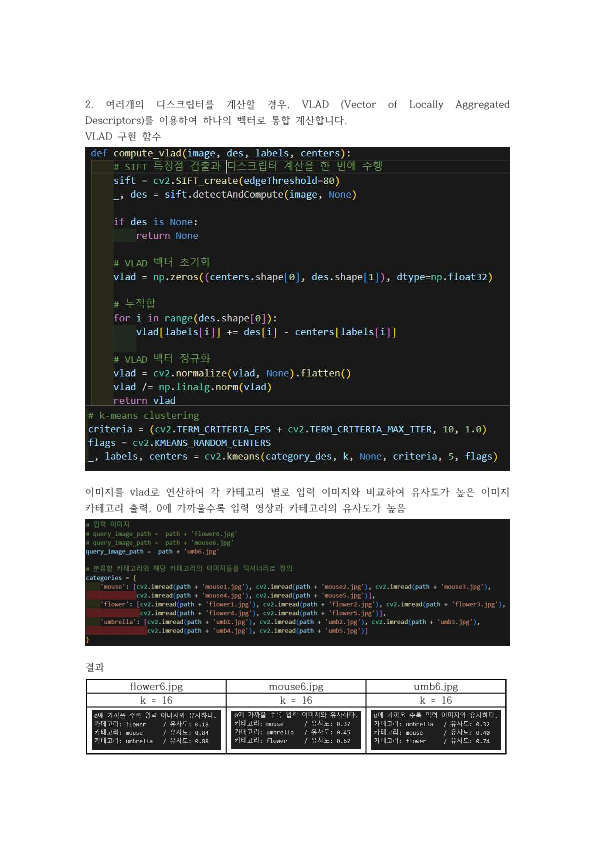 2. 여러개의 디스크립터를 계산할 경우. VLAD (Vector of Locally Aggregated
Descriptors)를 이용하여 하나의 벡터로 통합 계산합니다.
VLAD 구현 함수
def compute_vlad(image, des, labels, centers):
# SIFT 특징점 검출과 디스크립터 계산을 한 번에 수행
sift = cv2.SIFT_create(edgeThreshold=80)
_, des = sift.detectAndCompute(image, None)
if des is None:
return None
# VLAD 벡터 초기화
vlad = np.zeros((centers.shape[0], des.shape[1]), dtype=np.float32)
# 누적합
for i in range(des.shape[0]):
vlad[labels[i]] += des[i] - centers[labels[i]]
# VLAD 벡터 정규화
vlad = cv2.normalize(vlad, None).flatten()
vlad /= np.linalg.norm(vlad)
return vlad
# k-means clustering
criteria = (cv2.TERM_CRITERIA_EPS + cv2.TERM_CRITERIA_MAX_ITER, 10, 1.0)
flags = cv2.KMEANS_RANDOM_CENTERS
_, labels, centers = cv2.kmeans(category_des, k, None, criteria, 5, flags)
이미지를 vlad로 연산하여 각 카테고리 별로 입력 이미지와 비교하여 유사도가 높은 이미지
카테고리 출력. 0에 가까울수록 입력 영상과 카테고리의 유사도가 높음
# 입력 이미지
# query_image_path = path + 'flower6.jpg'
# query_image_path = path + 'mouse6.jpg'
query_image_path = path + 'umb6.jpg'
# 분류할 카테고리와 해당 카테고리의 이미지들을 딕셔너리로 정의
categories = {
'mouse': [cv2.imread(path + 'mouse1.jpg'), cv2.imread(path + 'mouse2.jpg'), cv2.imread(path + 'mouse3.jpg'),
cv2.imread(path + 'mouse4.jpg'), cv2.imread(path + 'mouse5.jpg')],
'flower': [cv2.imread(path + 'flower1.jpg'), cv2.imread(path + 'flower2.jpg'), cv2.imread(path + 'flower3.jpg'),
cv2.imread(path + 'flower4.jpg'), cv2.imread(path + 'flower5.jpg')],
'umbrella': [cv2.imread(path + 'umb1.jpg'), cv2.imread(path + 'umb2.jpg'), cv2.imread(path + 'umb3.jpg'),
cv2.imread(path + 'umb4.jpg'), cv2.imread(path + 'umb5.jpg')]
}
결과
flower6.jpg mouse6.jpg umb6.jpg
k = 16 k = 16 k = 16
0에 가까울 수록 입력 이미지와 유사하다. 0에 가까울 수록 입력 이미지와 유사하다. 0에 가까울 수록 입력 이미지와 유사하다.
카테고리: flower / 유사도: 카테고리: mouse / 유사도: 0.37 카테고리: umbrella / 유사도: 0.32
카테고리: mouse / 유사도: 0.84 카테고리: umbrella / 유사도: 0.45 카테고리: mouse / 유사도: 0.40
카테고리: umbrella / 유사도: 카테고리: flower / 유사도: 카테고리: flower / 유사도: 0.74